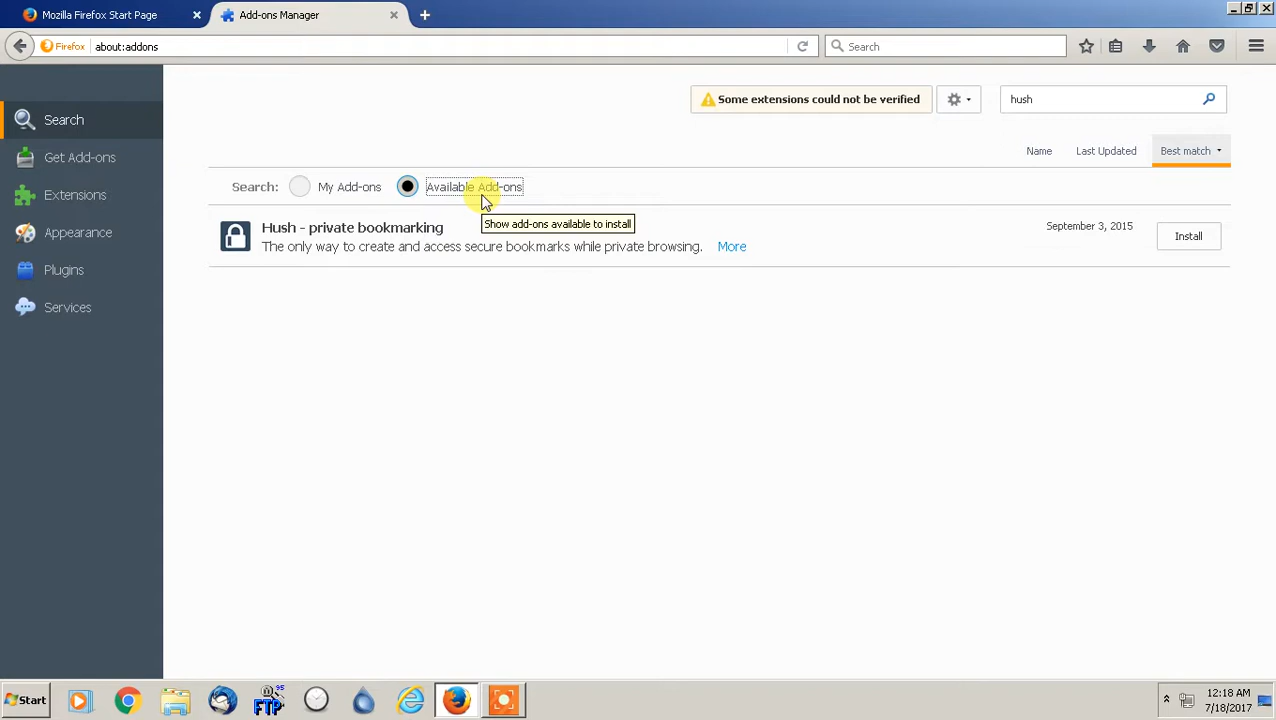 Mozilla Firefox Start Page
Add-ons Manager
Firefox about:addons
Search
Search
Some extensions could not be verified
hush
Get Add-ons
Name Last Updated Best match
Extensions
Search: My Add-ons Available Add-ons
Appearance
Show add-ons available to install
Hush - private bookmarking
September 3, 2015
Install
The only way to create and access secure bookmarks while private browsing. More
Plugins
Services
Start
95
FTP
12:18 AM
7/18/2017